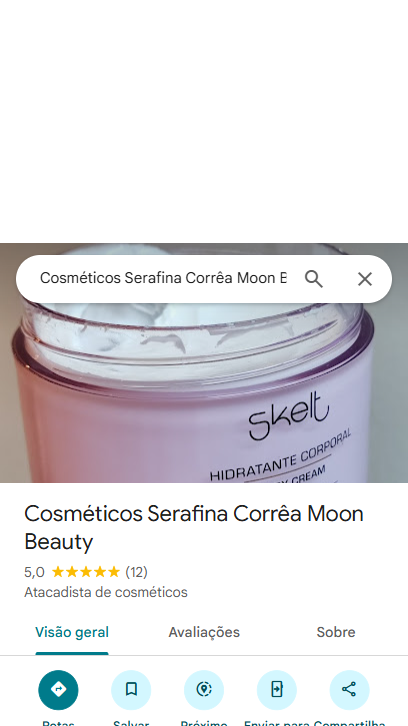 Cosméticos Serafina Corrêa Moon B
skelt
HIDRATANTE CORPORAL
CREAM
Cosméticos Serafina Corrêa Moon
Beauty
5,0 (12)
Atacadista de cosméticos
Visão geral Avaliações Sobre
Rotas Salvar Próximo Enviar para Compartilha